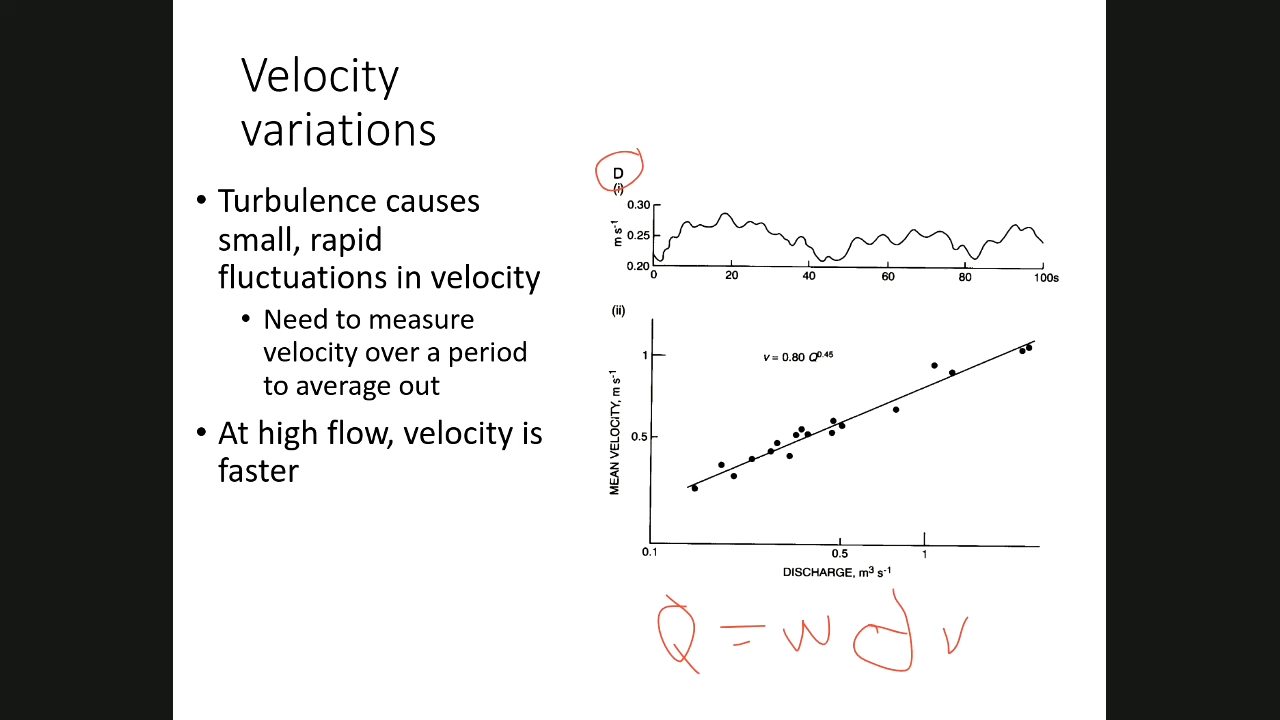 Velocity
variations
• Turbulence causes
small, rapid
fluctuations in velocity
• Need to measure
velocity over a period
to average out
• At high flow, velocity is
faster
D
(i)
0.30
0.25
0.20
m s⁻¹
0 20 40 60 80 100s
(ii)
v = 0.80 Q⁰·⁴⁵
1
0.5
MEAN VELOCITY, m s⁻¹
0.1 0.5 1
DISCHARGE, m³ s⁻¹
Q = w d v